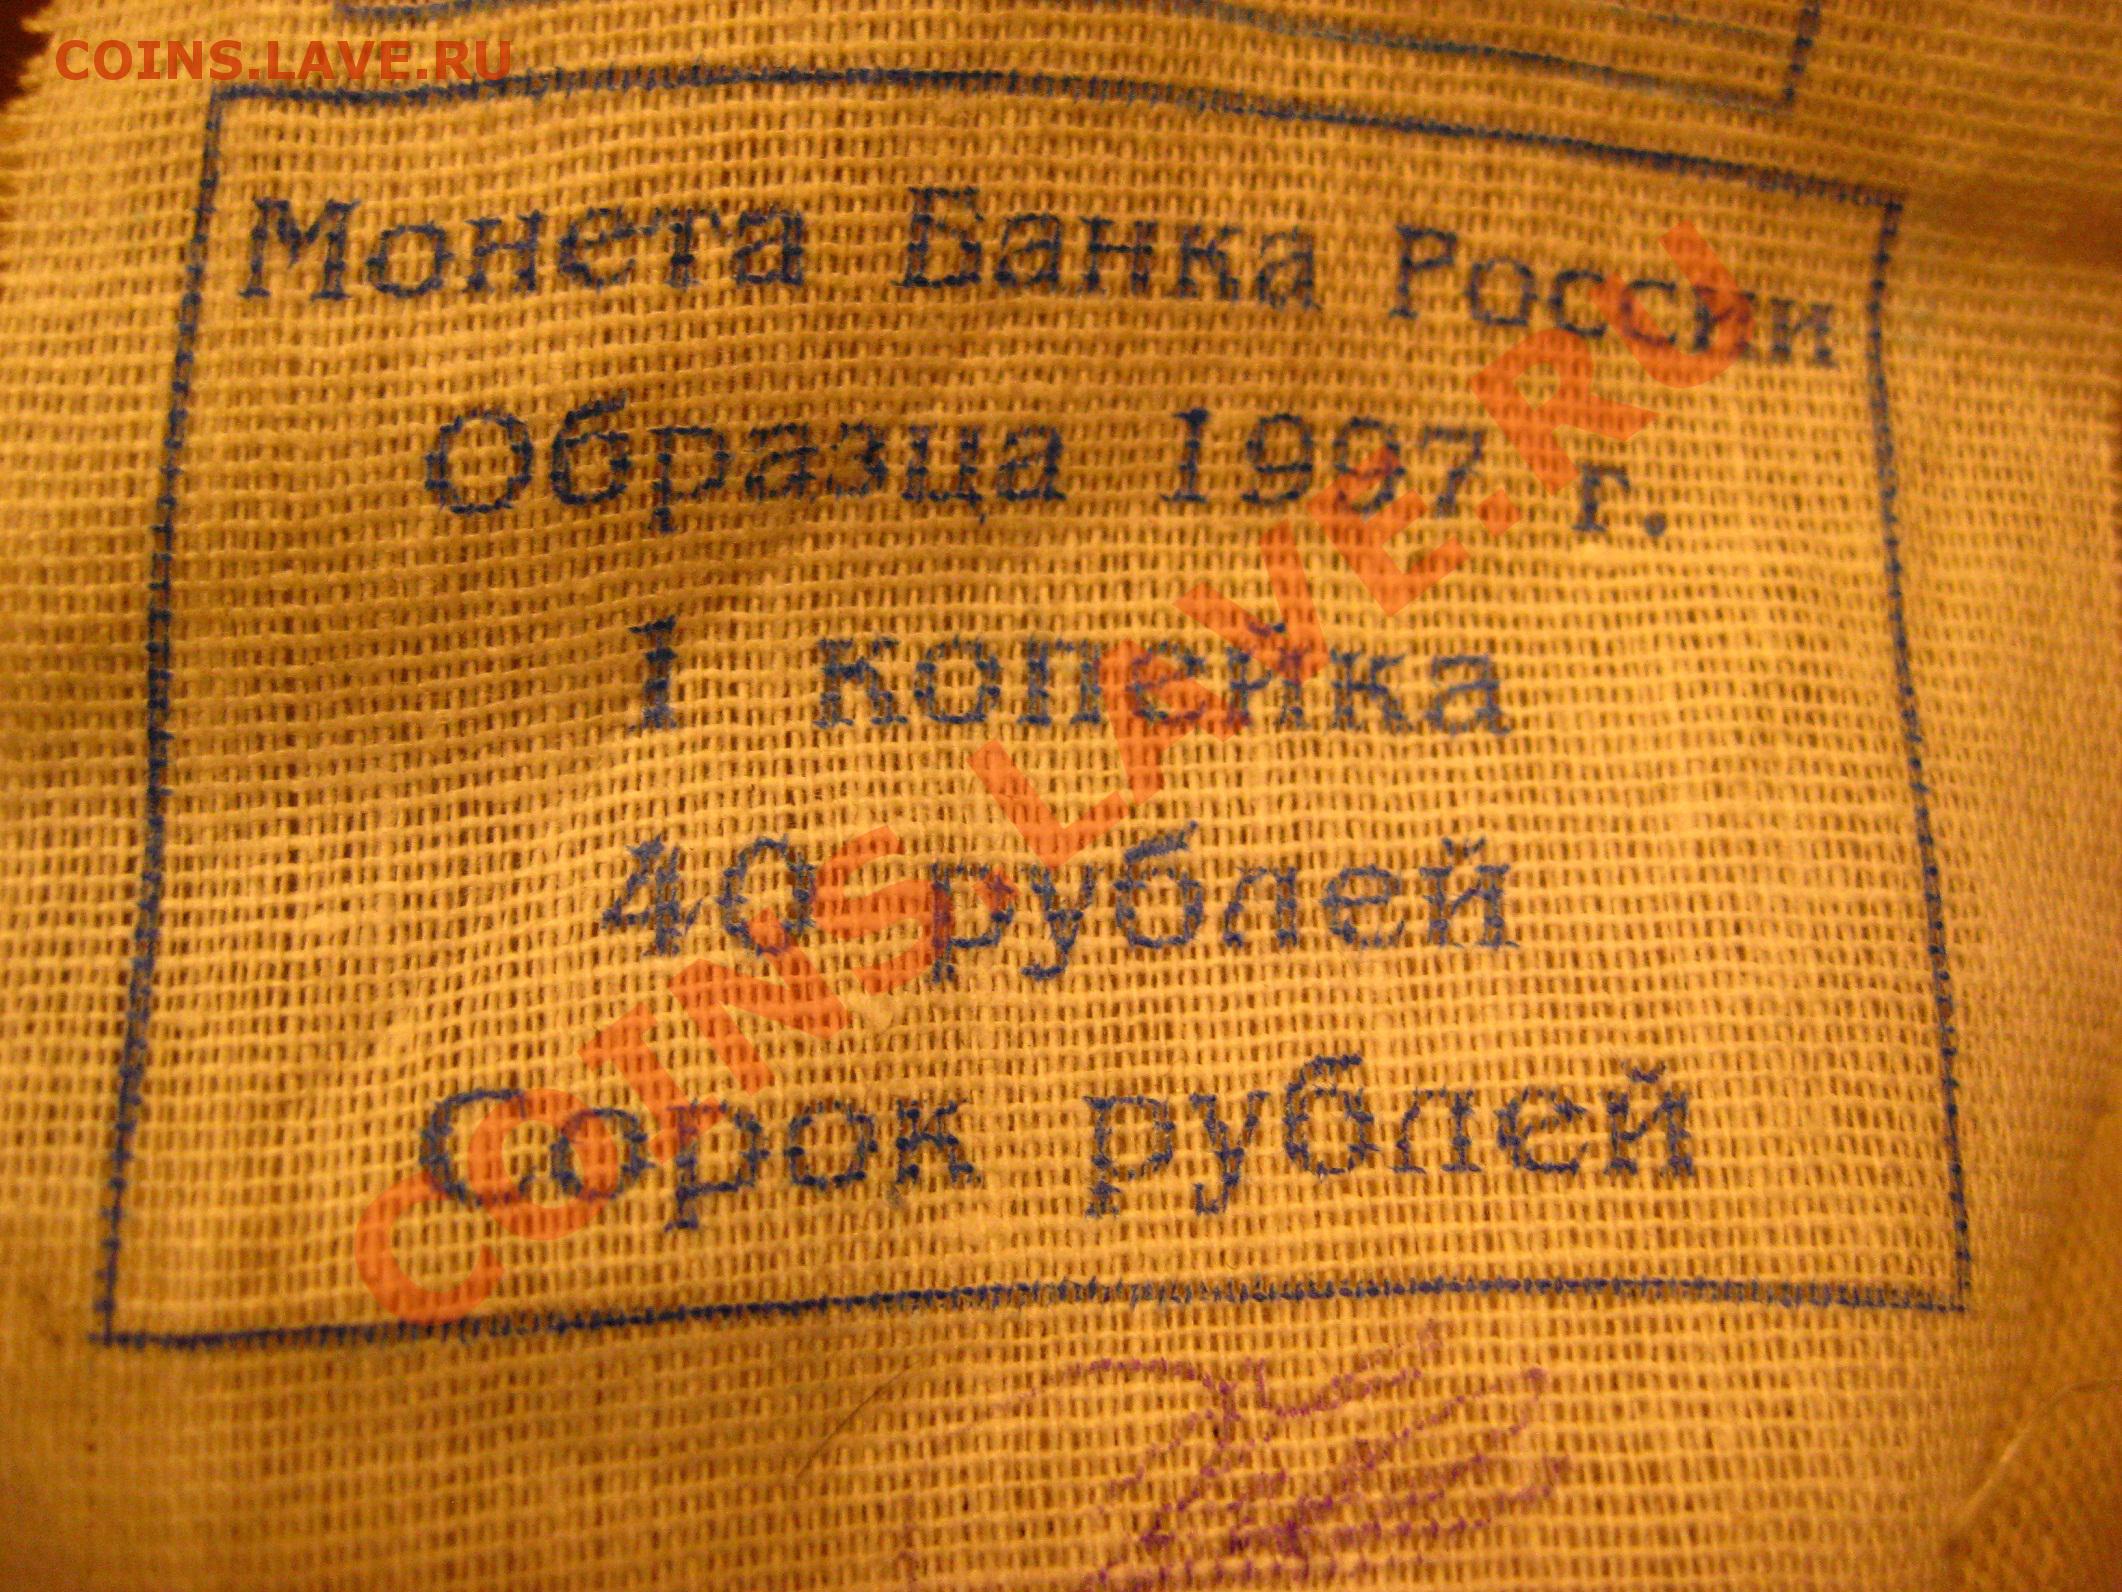 COINS.LAVE.RU
Монета Банка России
Образца 1997 г.
1 копейка
40 рублей
Сорок рублей
COINS.LAVE.RU